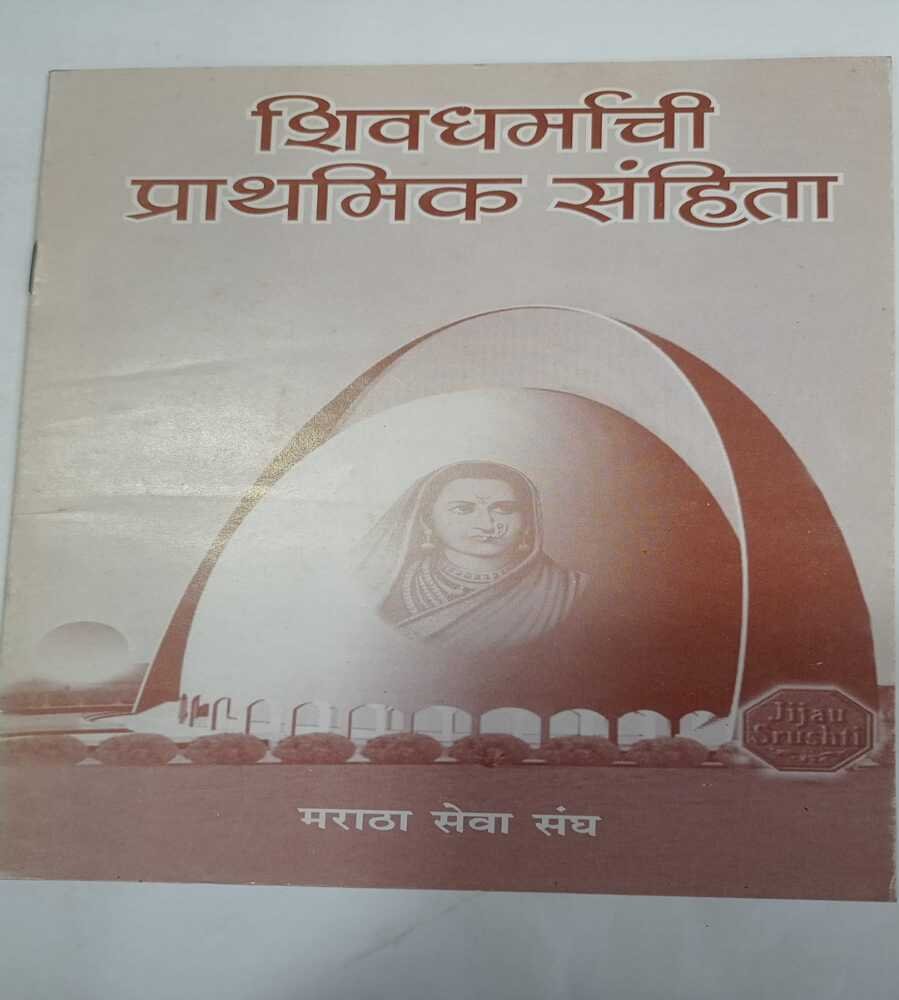 शिवधर्माची
प्राथमिक संहिता
Jijau
Srushti
मराठा सेवा संघ